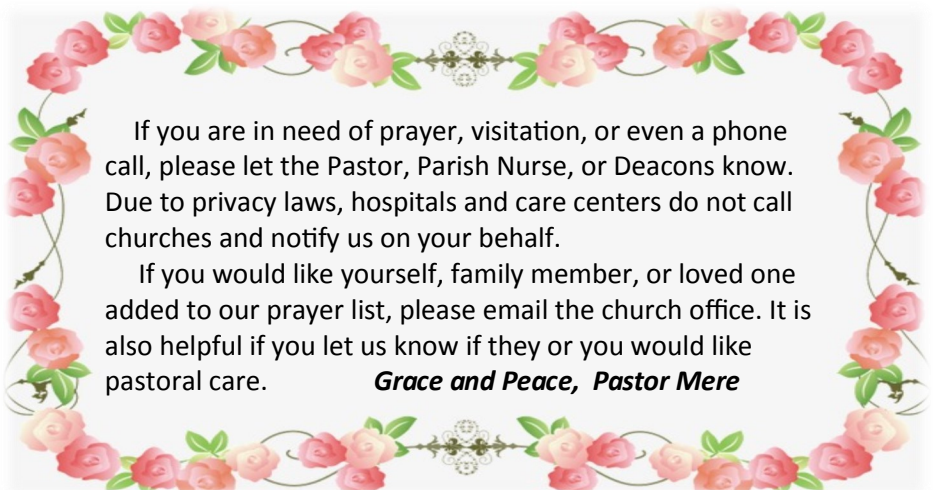 If you are in need of prayer, visitation, or even a phone
call, please let the Pastor, Parish Nurse, or Deacons know.
Due to privacy laws, hospitals and care centers do not call
churches and notify us on your behalf.
If you would like yourself, family member, or loved one
added to our prayer list, please email the church office. It is
also helpful if you let us know if they or you would like
pastoral care. Grace and Peace, Pastor Mere